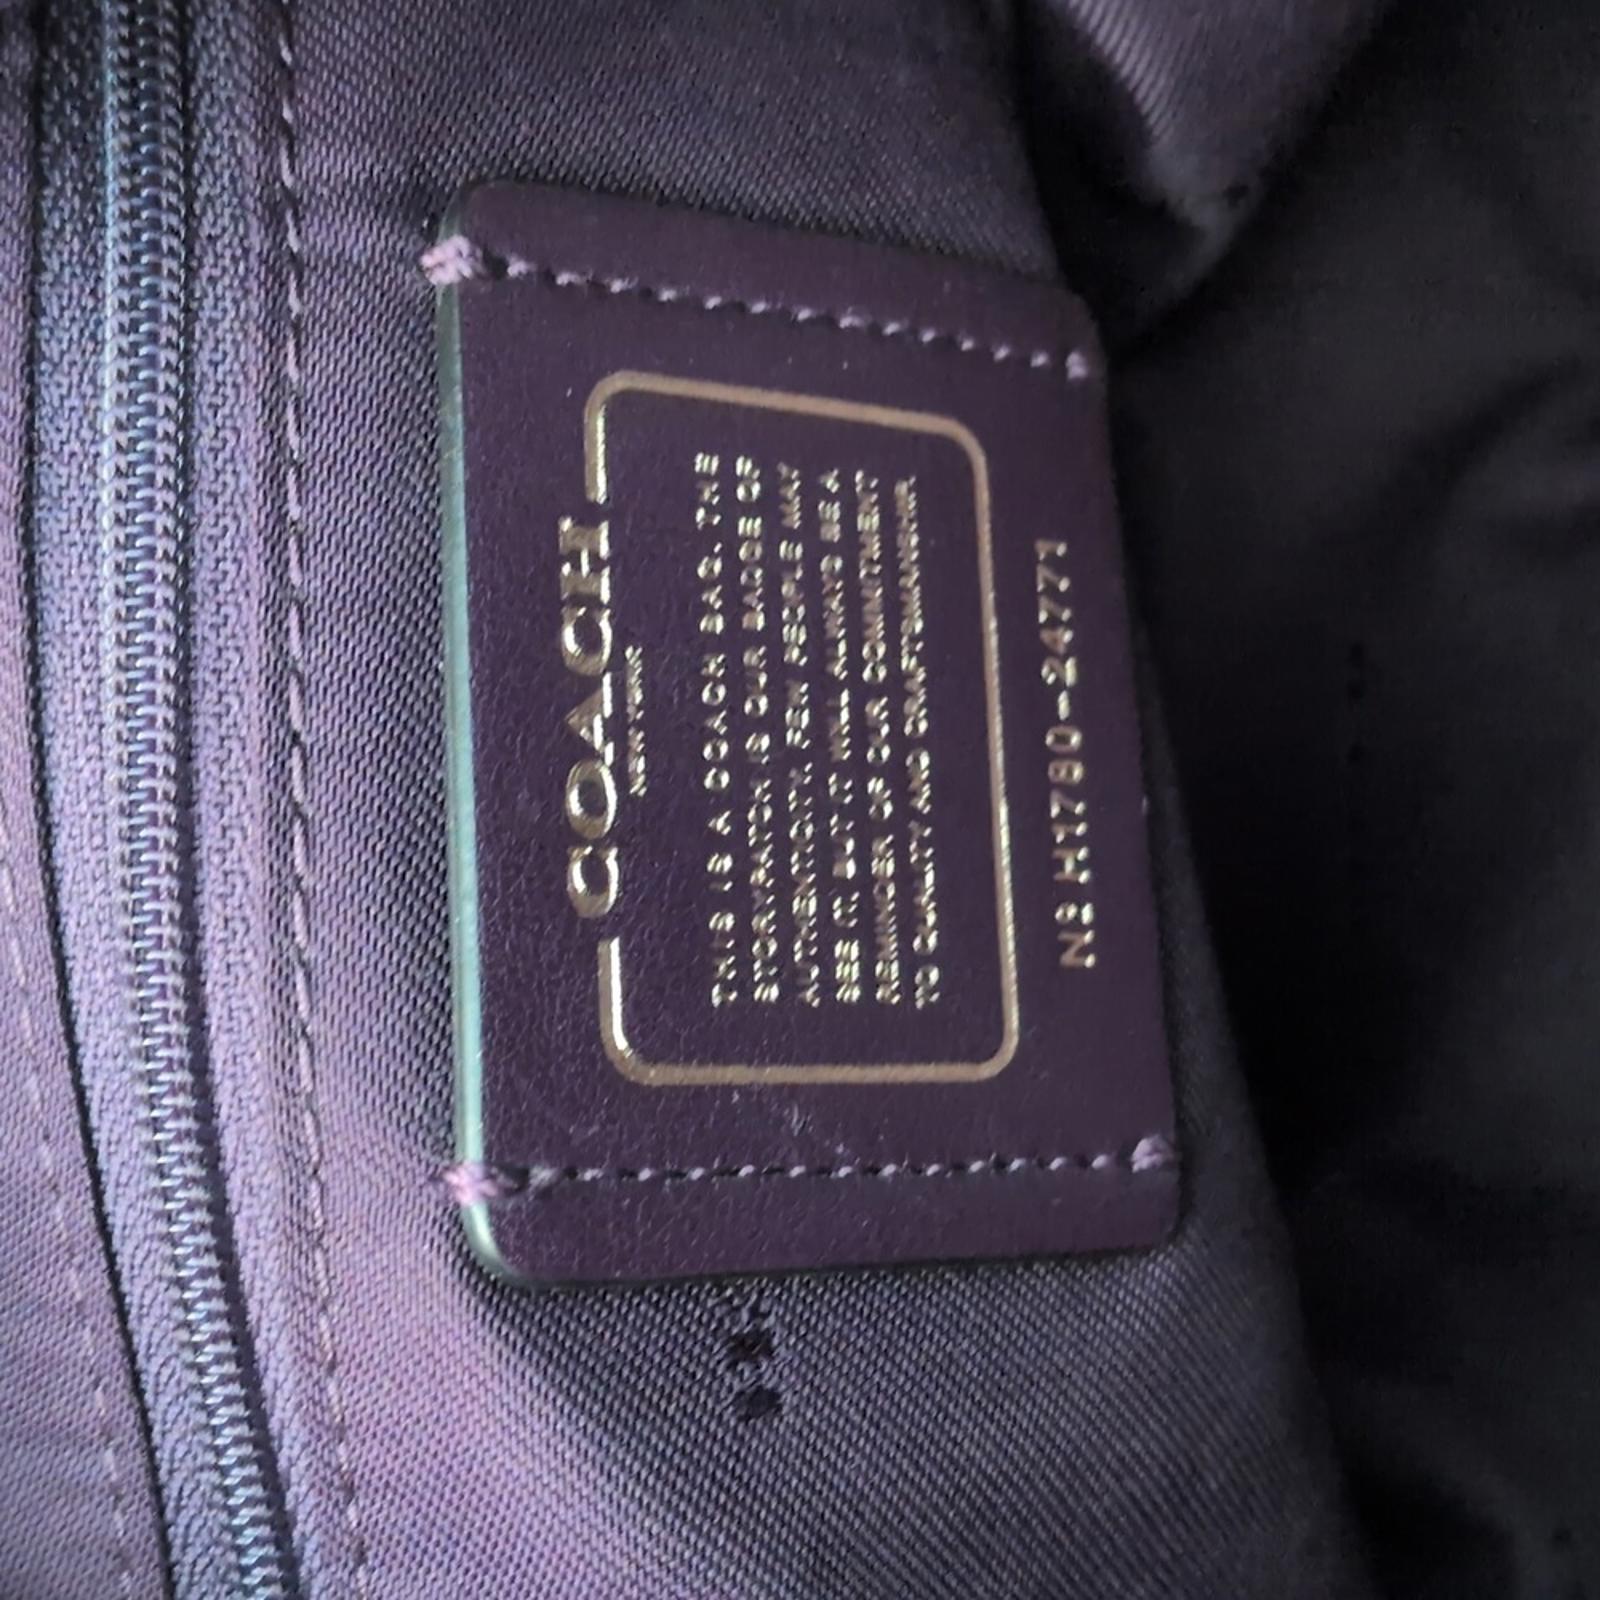 COACH
NEW YORK
THIS IS A COACH BAG. THE
STORYPATCH IS OUR BADGE OF
AUTHENTICITY. FEW PEOPLE MAY
SEE IT, BUT IT WILL ALWAYS BE A
REMINDER OF OUR COMMITMENT
TO QUALITY AND CRAFTSMANSHIP.
Nº H1780-24771